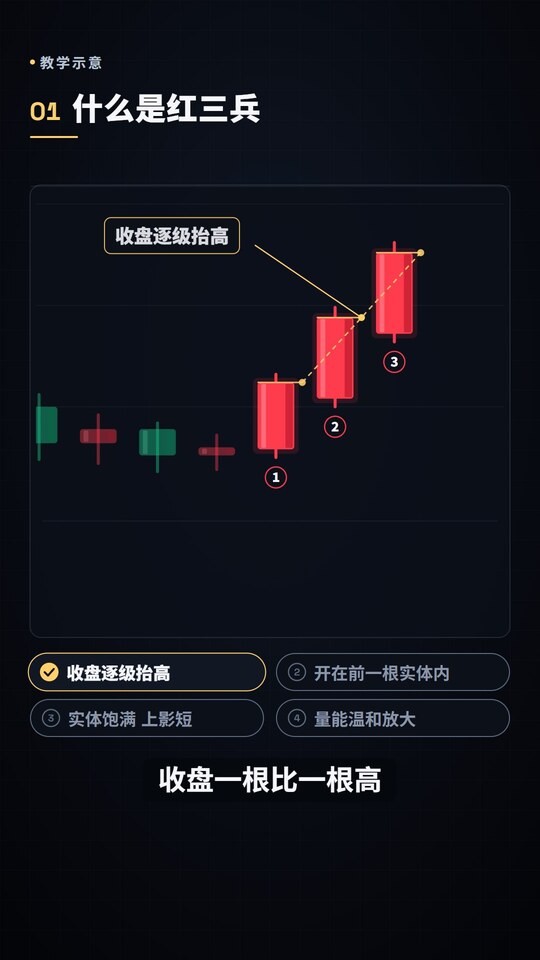 教学示意
01 什么是红三兵
收盘逐级抬高
3
2
1
收盘逐级抬高
2 开在前一根实体内
3 实体饱满 上影短
4 量能温和放大
收盘一根比一根高